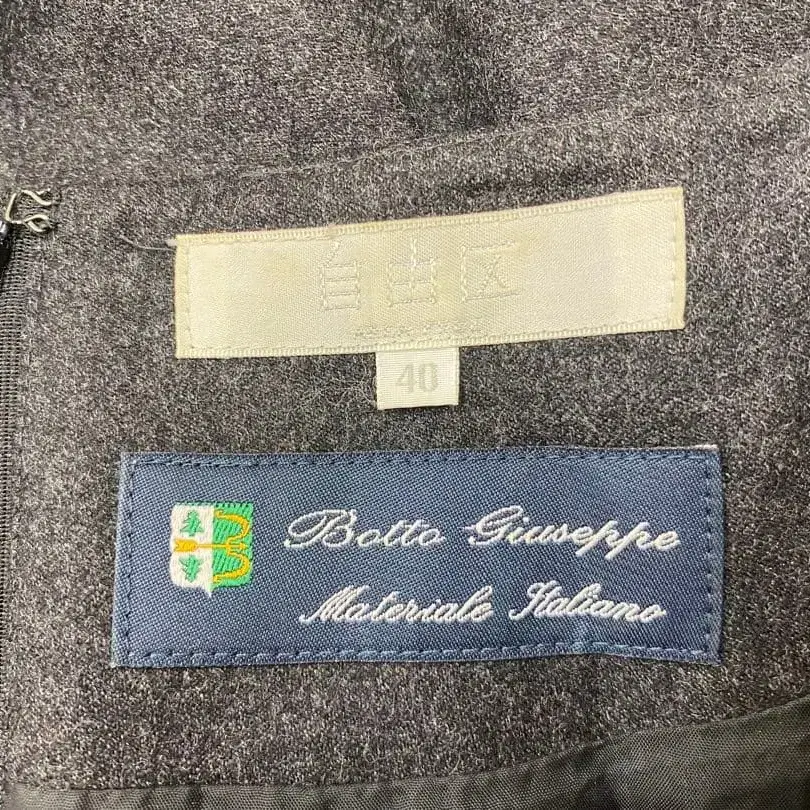 自由区
40
Botto Giuseppe
Materiale Italiano